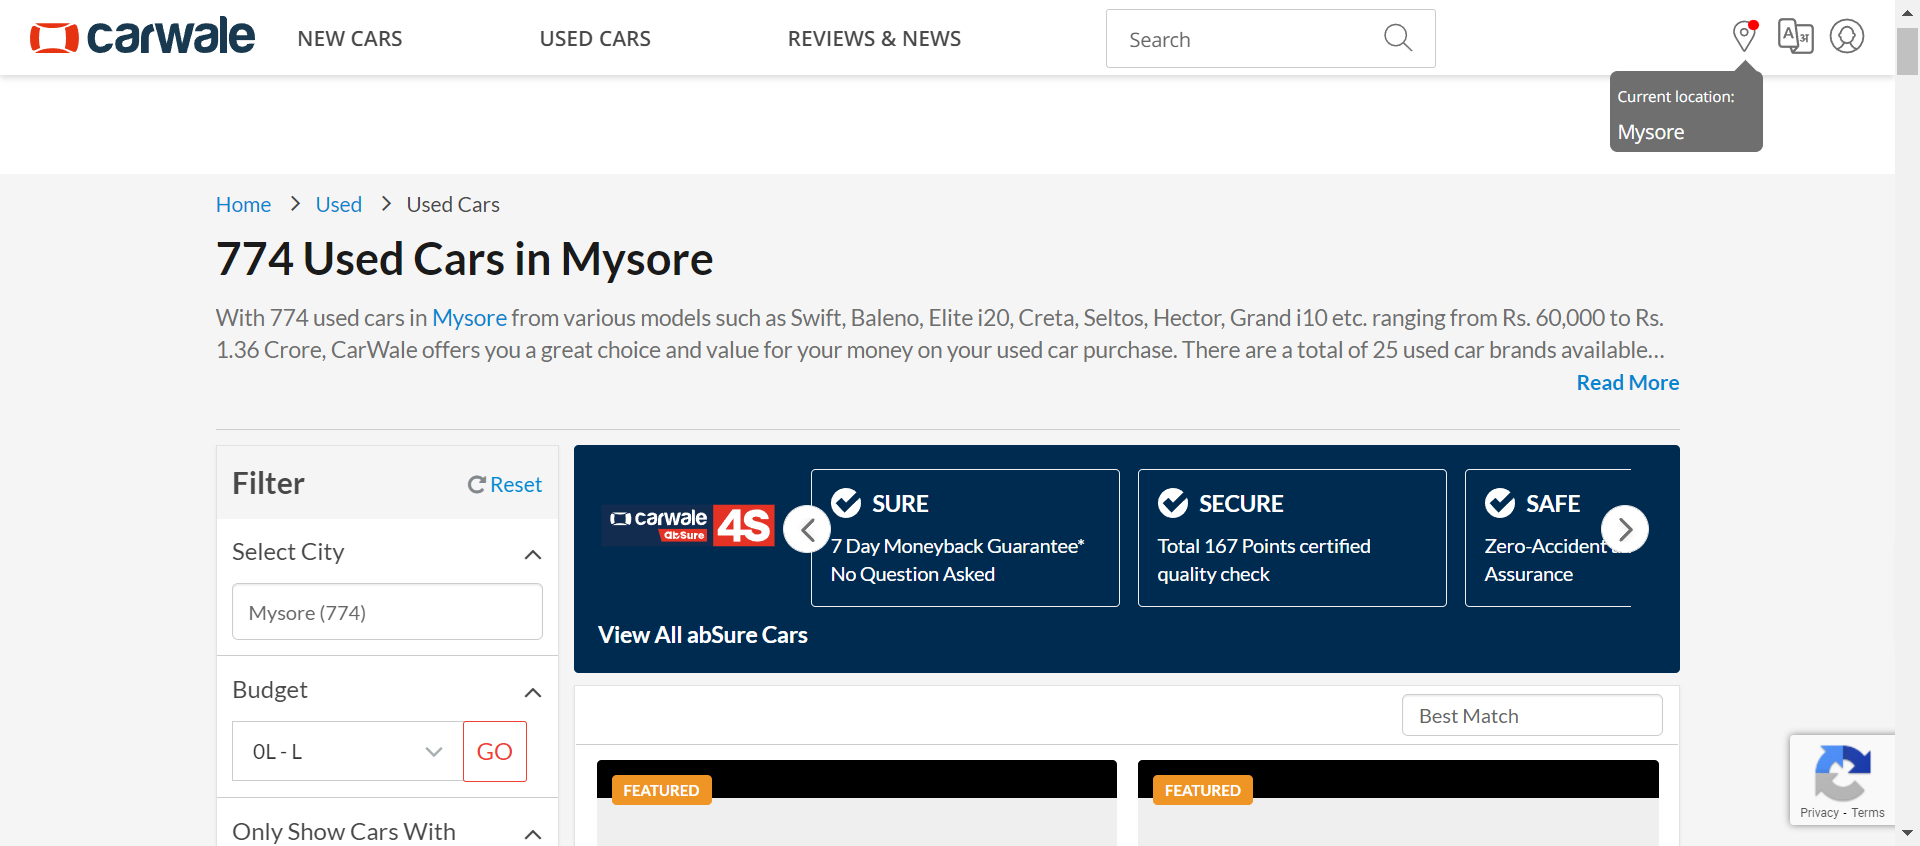 carwale
NEW CARS
USED CARS
REVIEWS & NEWS
Search
Current location:
Mysore
Home > Used > Used Cars
774 Used Cars in Mysore
With 774 used cars in Mysore from various models such as Swift, Baleno, Elite i20, Creta, Seltos, Hector, Grand i10 etc. ranging from Rs. 60,000 to Rs.
1.36 Crore, CarWale offers you a great choice and value for your money on your used car purchase. There are a total of 25 used car brands available...
Read More
Filter
Reset
Select City
Mysore (774)
Budget
0L - L
GO
Only Show Cars With
carwale
abSure
4S
SURE
7 Day Moneyback Guarantee*
No Question Asked
SECURE
Total 167 Points certified
quality check
SAFE
Zero-Accident
Assurance
View All abSure Cars
Best Match
FEATURED
FEATURED
Privacy - Terms